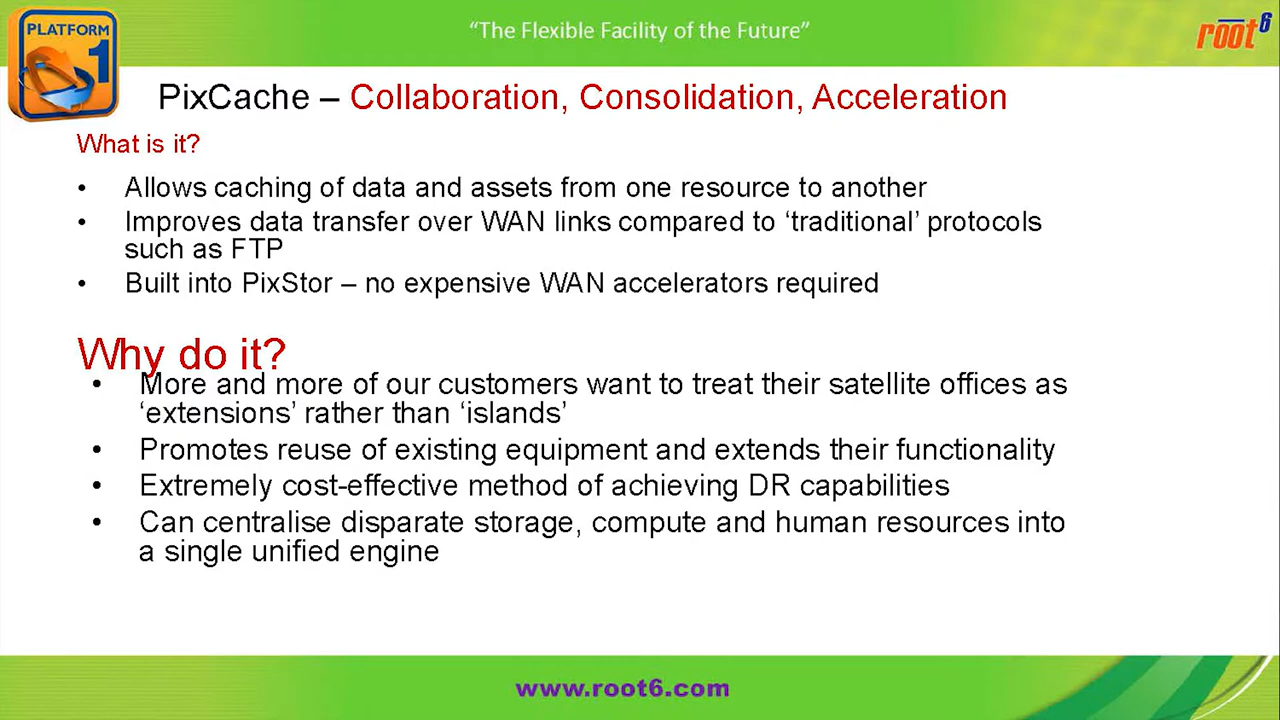 PLATFORM
1
“The Flexible Facility of the Future”
root6
PixCache – Collaboration, Consolidation, Acceleration
What is it?
• Allows caching of data and assets from one resource to another
• Improves data transfer over WAN links compared to ‘traditional’ protocols
such as FTP
• Built into PixStor – no expensive WAN accelerators required
Why do it?
• More and more of our customers want to treat their satellite offices as
‘extensions’ rather than ‘islands’
• Promotes reuse of existing equipment and extends their functionality
• Extremely cost-effective method of achieving DR capabilities
• Can centralise disparate storage, compute and human resources into
a single unified engine
www.root6.com